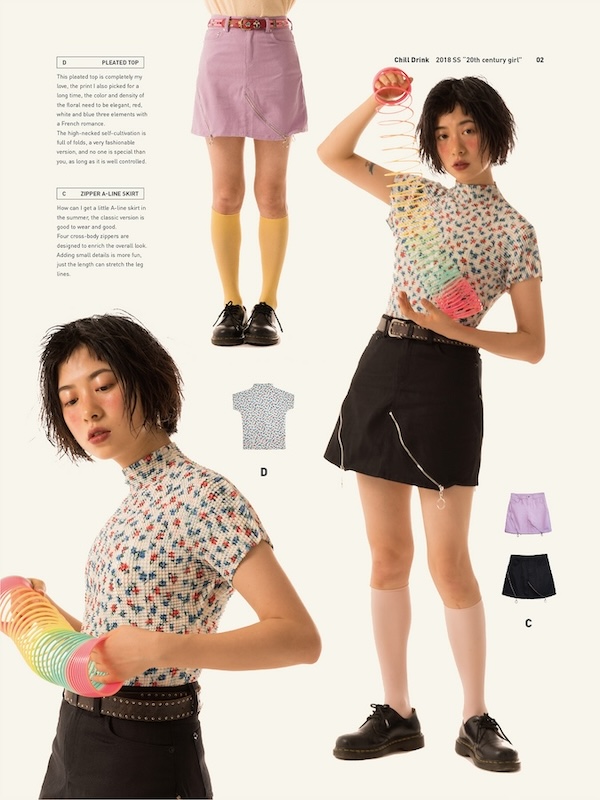 Chill Drink 2018 SS "20th century girl" 02
D PLEATED TOP
This pleated top is completely my
love, the print I also picked for a
long time, the color and density of
the floral need to be elegant, red,
white and blue three elements with
a French romance.
The high-necked self-cultivation is
full of folds, a very fashionable
version, and no one is special than
you, as long as it is well controlled.
C ZIPPER A-LINE SKIRT
How can I get a little A-line skirt in
the summer, the classic version is
good to wear and good.
Four cross-body zippers are
designed to enrich the overall look.
Adding small details is more fun,
just the length can stretch the leg
lines.
D
C